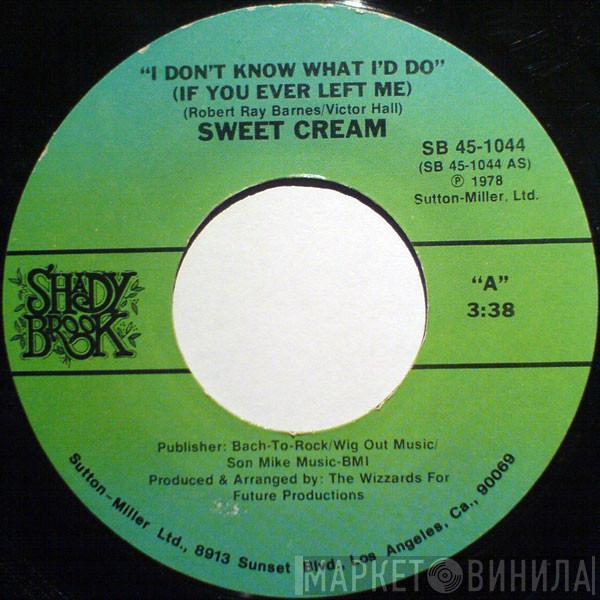 "I DON'T KNOW WHAT I'D DO"
(IF YOU EVER LEFT ME)
(Robert Ray Barnes/Victor Hall)
SWEET CREAM
SB 45-1044
(SB 45-1044 AS)
℗ 1978
Sutton-Miller, Ltd.
SHADY
BROOK
"A"
3:38
Publisher: Bach-To-Rock/Wig Out Music/
Son Mike Music-BMI
Produced & Arranged by: The Wizzards For
Future Productions
Sutton-Miller Ltd., 8913 Sunset Blvd., Los Angeles, Ca., 90069
МАРКЕТ ВИНИЛА